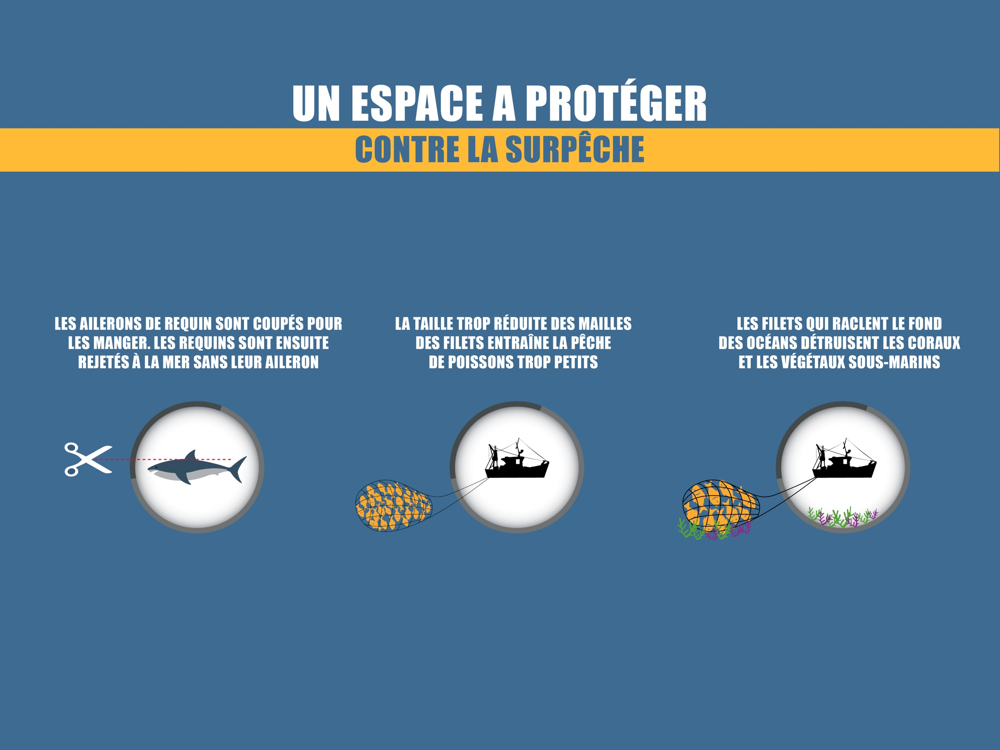 UN ESPACE A PROTÉGER
CONTRE LA SURPÊCHE
LES AILERONS DE REQUIN SONT COUPÉS POUR
LES MANGER. LES REQUINS SONT ENSUITE
REJETÉS À LA MER SANS LEUR AILERON
LA TAILLE TROP RÉDUITE DES MAILLES
DES FILETS ENTRAÎNE LA PÊCHE
DE POISSONS TROP PETITS
LES FILETS QUI RACLENT LE FOND
DES OCÉANS DÉTRUISENT LES CORAUX
ET LES VÉGÉTAUX SOUS-MARINS